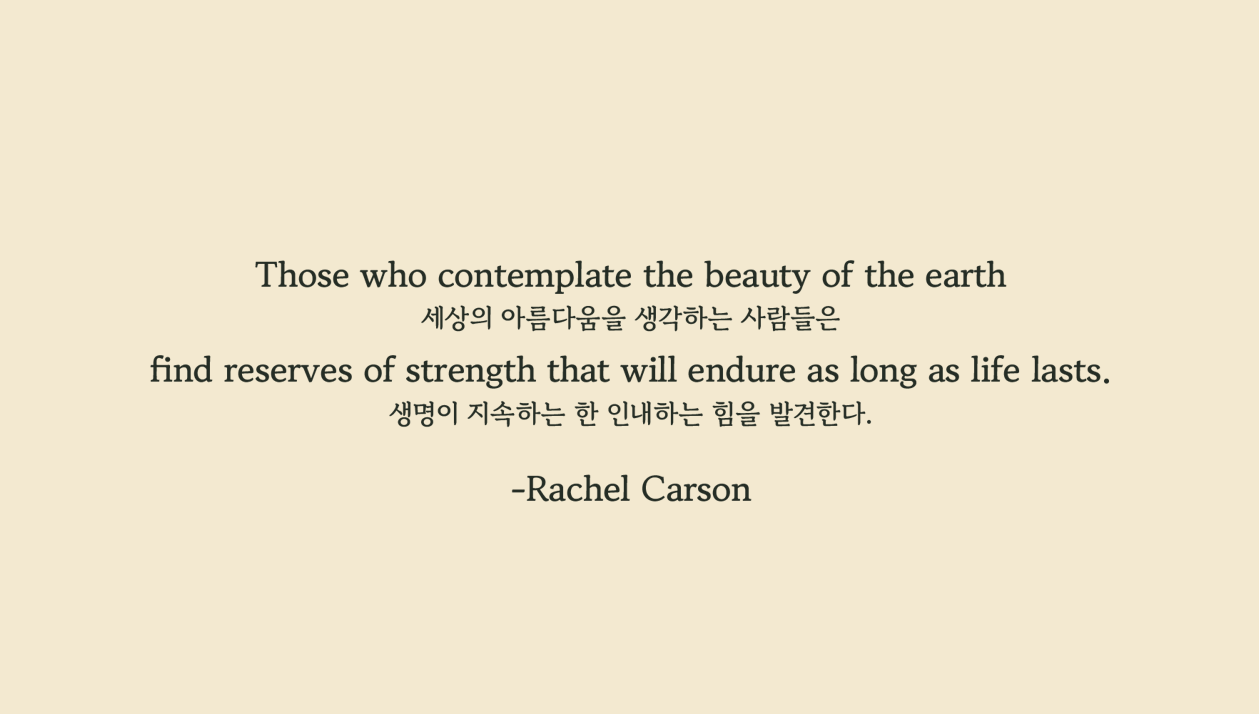 Those who contemplate the beauty of the earth
세상의 아름다움을 생각하는 사람들은
find reserves of strength that will endure as long as life lasts.
생명이 지속하는 한 인내하는 힘을 발견한다.
-Rachel Carson